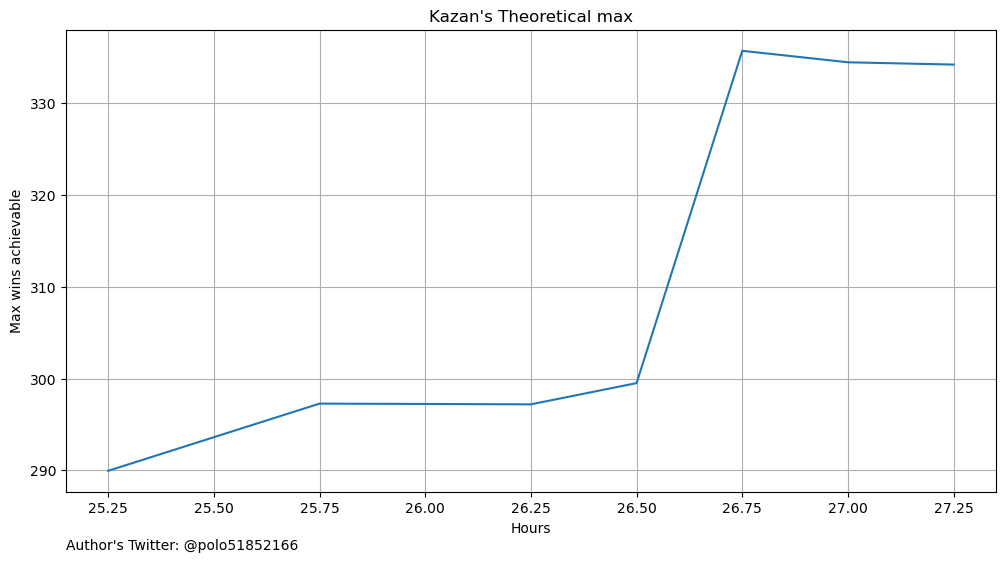 Kazan's Theoretical max
Max wins achievable
330
320
310
300
290
25.25 25.50 25.75 26.00 26.25 26.50 26.75 27.00 27.25
Hours
Author's Twitter: @polo51852166